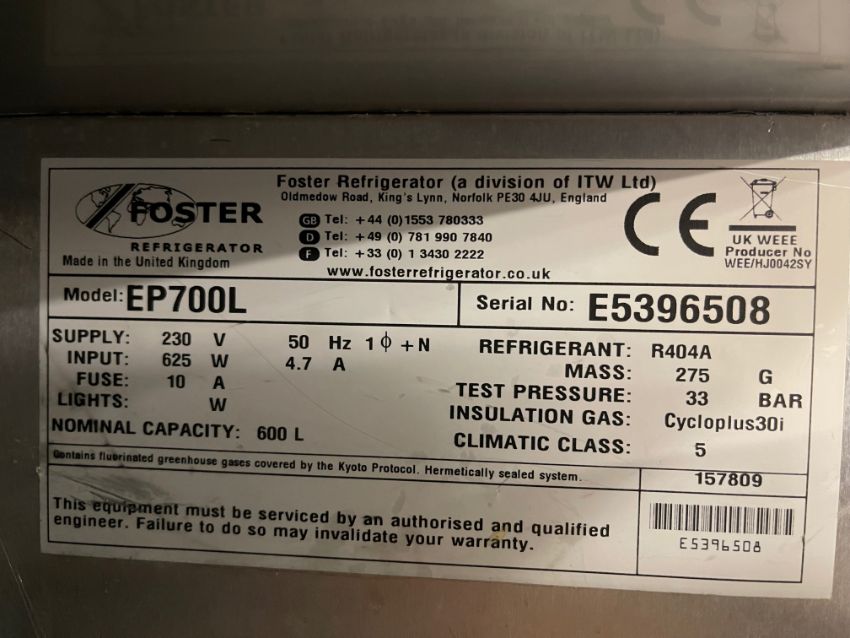 Foster Refrigerator (a division of ITW Ltd)
Oldmedow Road, King's Lynn, Norfolk PE30 4JU, England
FOSTER
REFRIGERATOR
Made in the United Kingdom
GB Tel: +44 (0)1553 780333
D Tel: +49 (0) 781 990 7840
F Tel: +33 (0) 1 3430 2222
www.fosterrefrigerator.co.uk
CE
UK WEEE
Producer No
WEE/HJ0042SY
Model: EP700L
Serial No: E5396508
SUPPLY: 230 V 50 Hz 1 ϕ + N
INPUT: 625 W 4.7 A
FUSE: 10 A
LIGHTS: W
NOMINAL CAPACITY: 600 L
REFRIGERANT: R404A
MASS: 275 G
TEST PRESSURE: 33 BAR
INSULATION GAS: Cycloplus30i
CLIMATIC CLASS: 5
Contains fluorinated greenhouse gases covered by the Kyoto Protocol. Hermetically sealed system.
157809
This equipment must be serviced by an authorised and qualified
engineer. Failure to do so may invalidate your warranty.
E5396508